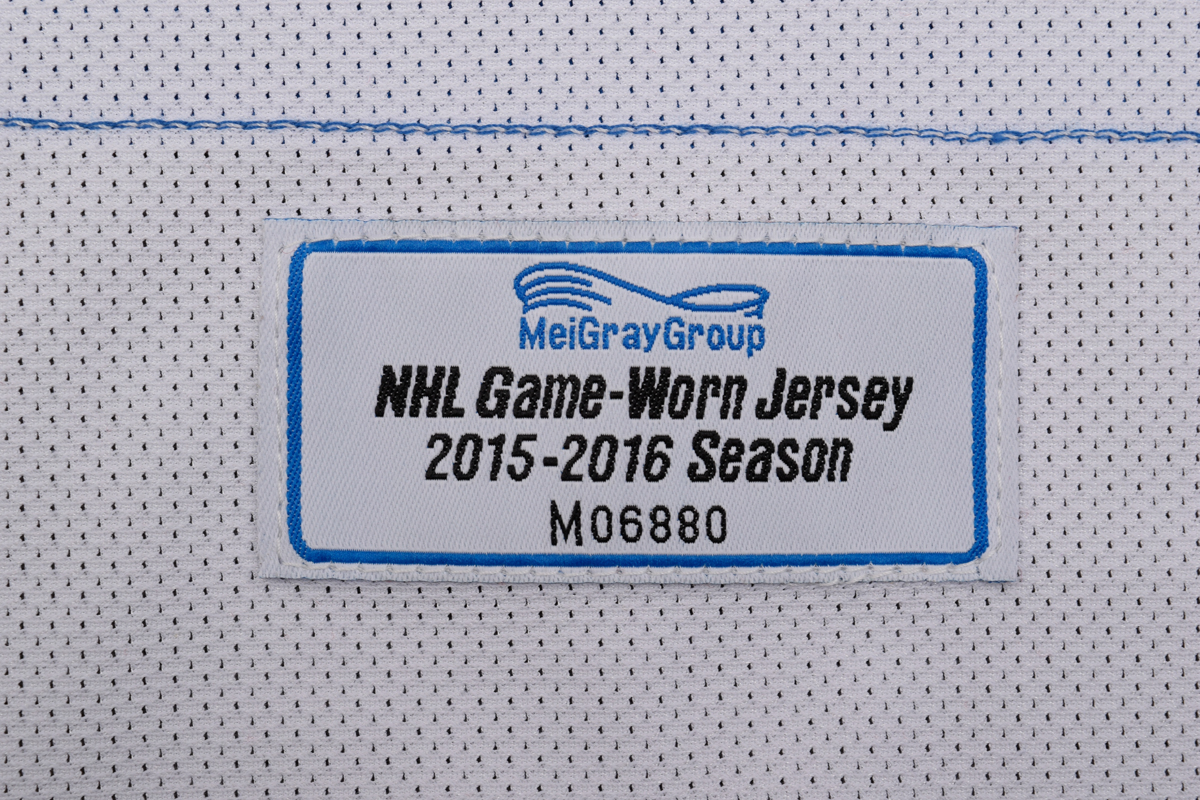 MeiGrayGroup
NHL Game-Worn Jersey
2015-2016 Season
M06880